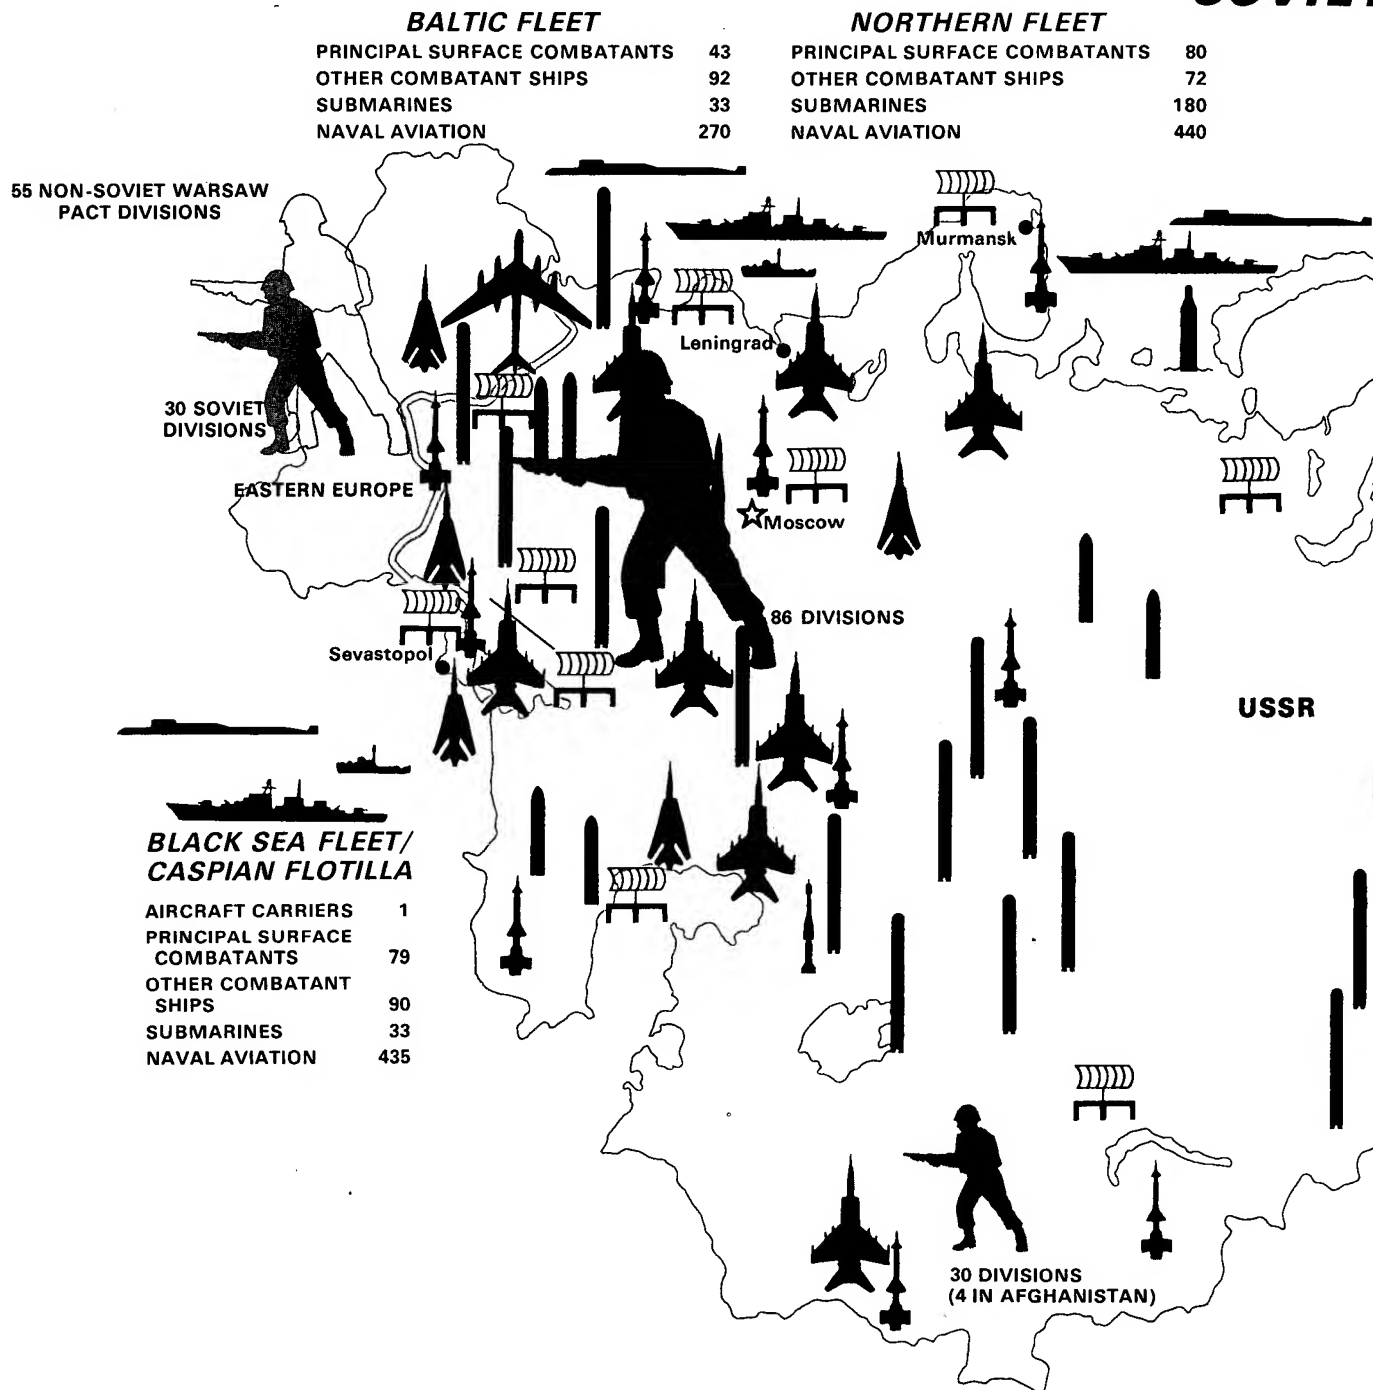 SOVIET
BALTIC FLEET
PRINCIPAL SURFACE COMBATANTS 43
OTHER COMBATANT SHIPS 92
SUBMARINES 33
NAVAL AVIATION 270
NORTHERN FLEET
PRINCIPAL SURFACE COMBATANTS 80
OTHER COMBATANT SHIPS 72
SUBMARINES 180
NAVAL AVIATION 440
55 NON-SOVIET WARSAW
PACT DIVISIONS
Murmansk
Leningrad
30 SOVIET
DIVISIONS
EASTERN EUROPE
Moscow
86 DIVISIONS
Sevastopol
USSR
BLACK SEA FLEET/
CASPIAN FLOTILLA
AIRCRAFT CARRIERS 1
PRINCIPAL SURFACE
COMBATANTS 79
OTHER COMBATANT
SHIPS 90
SUBMARINES 33
NAVAL AVIATION 435
30 DIVISIONS
(4 IN AFGHANISTAN)